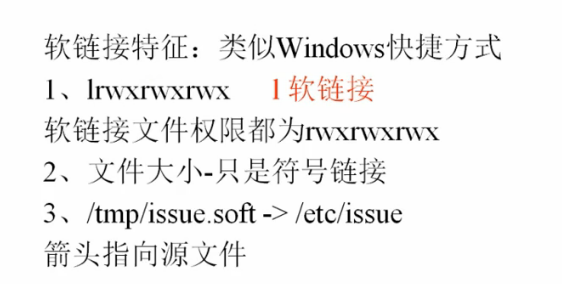 软链接特征：类似Windows快捷方式
1、lrwxrwxrwx l 软链接
软链接文件权限都为rwxrwxrwx
2、文件大小-只是符号链接
3、/tmp/issue.soft -> /etc/issue
箭头指向源文件